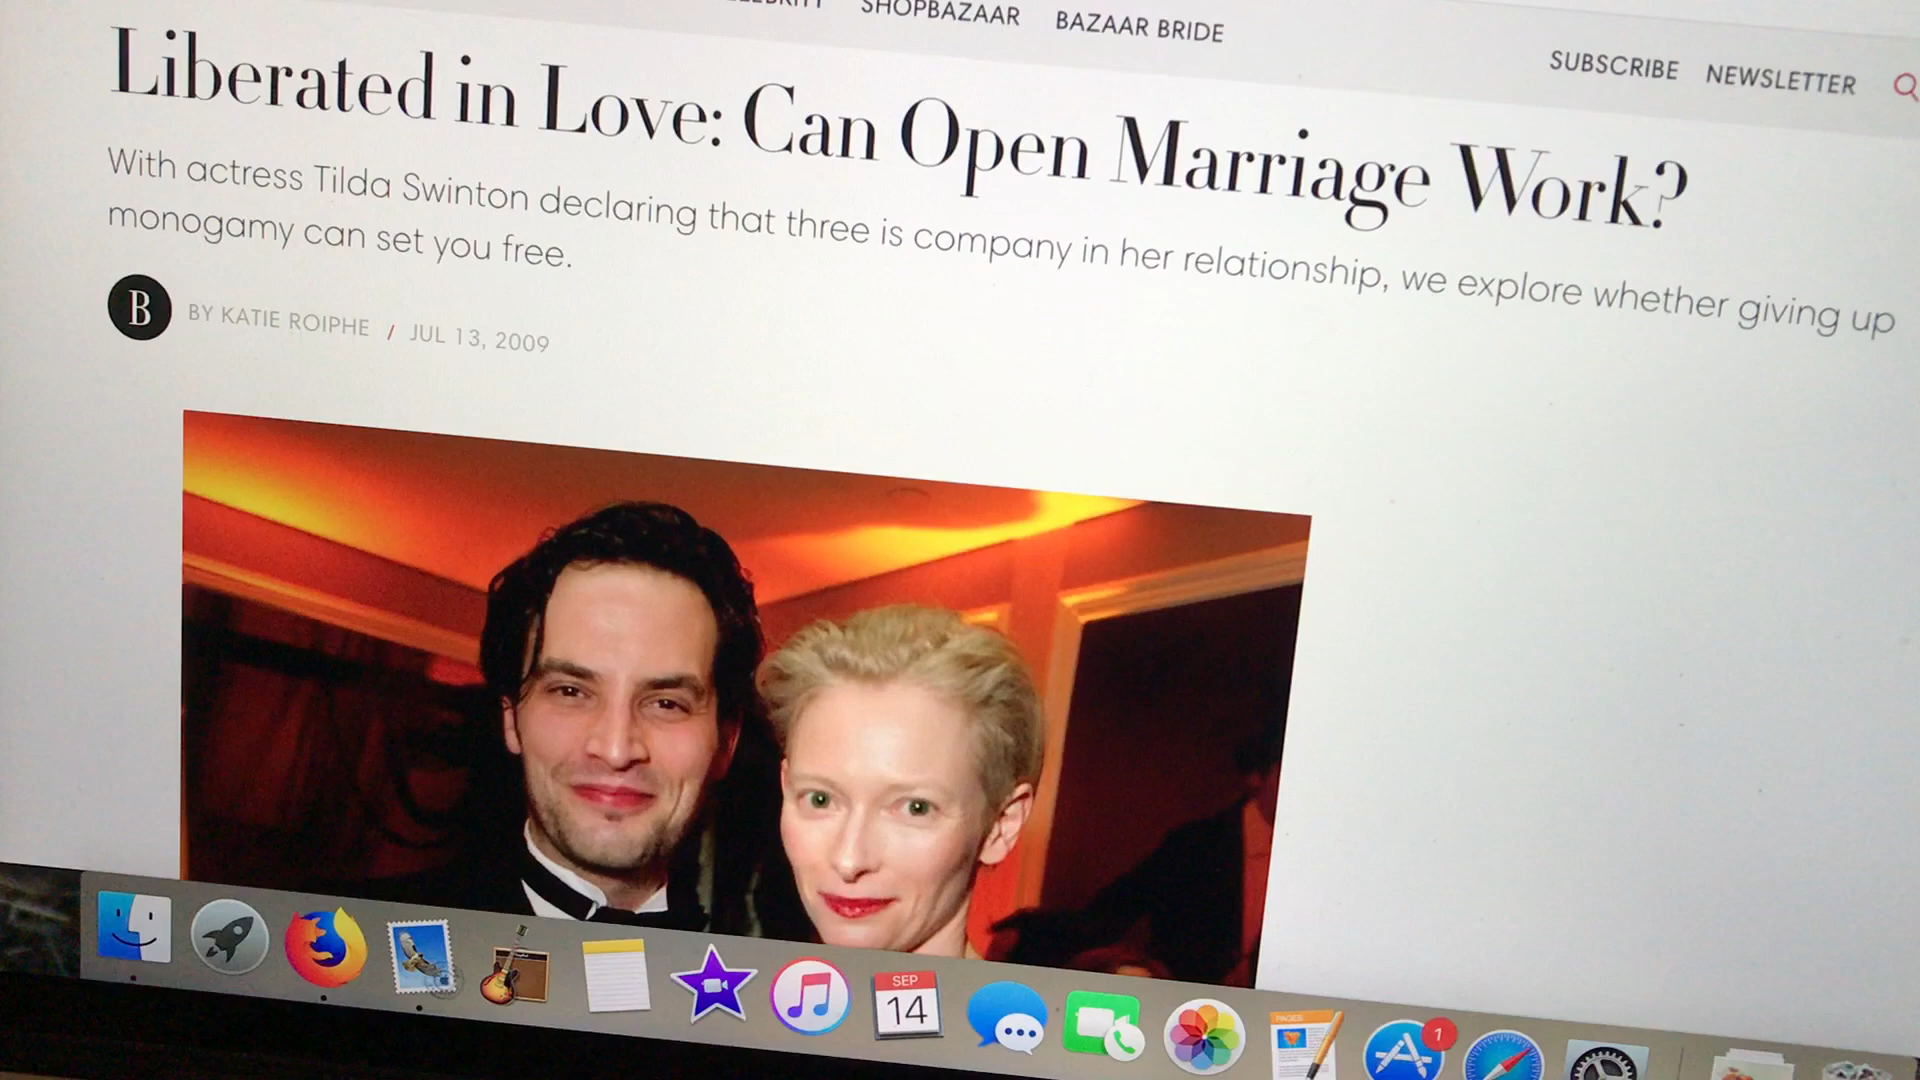 SHOPBAZAAR BAZAAR BRIDE
SUBSCRIBE NEWSLETTER
Liberated in Love: Can Open Marriage Work?
With actress Tilda Swinton declaring that three is company in her relationship, we explore whether giving up
monogamy can set you free.
B
BY KATIE ROIPHE / JUL 13, 2009
SEP
14
PAGES
1